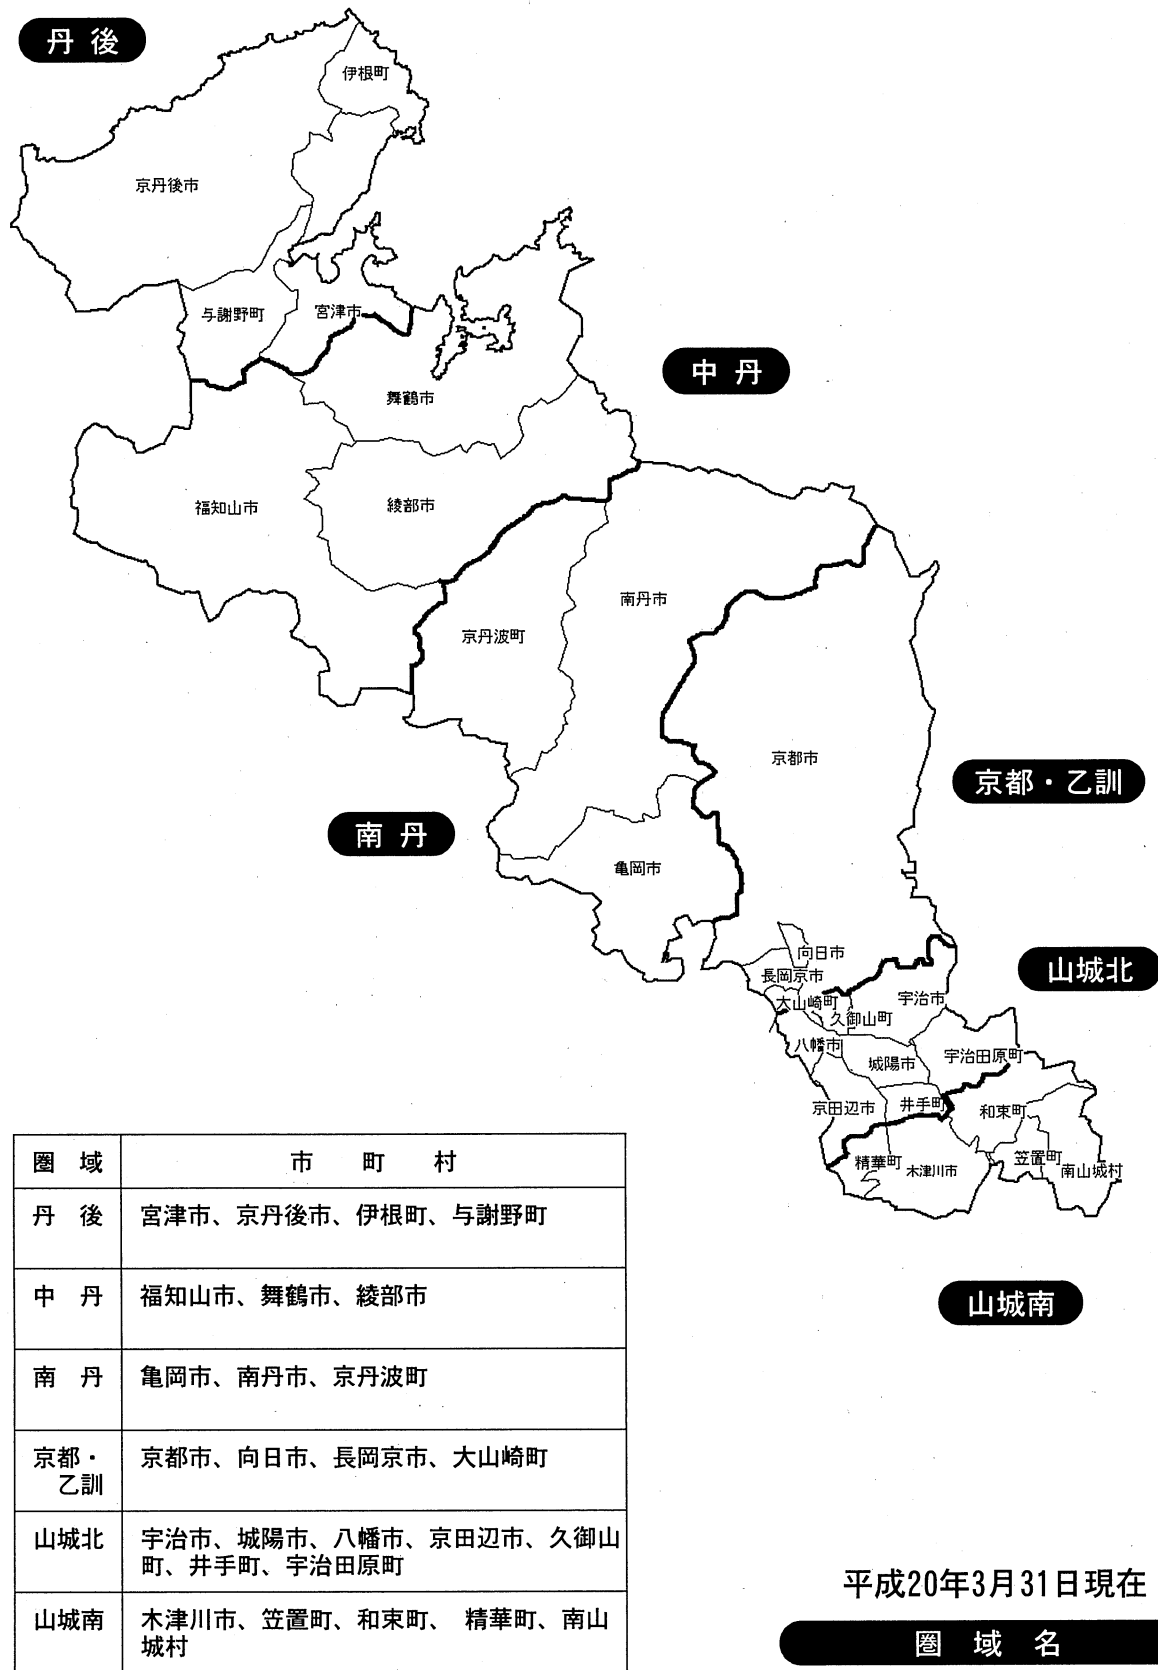 丹後
伊根町
京丹後市
与謝野町
宮津市
中丹
舞鶴市
福知山市
綾部市
南丹市
京丹波町
京都市
京都・乙訓
南丹
亀岡市
向日市
山城北
長岡京市
大山崎町
宇治市
久御山町
八幡市
城陽市
宇治田原町
京田辺市
井手町
和束町
精華町
木津川市
笠置町
南山城村
山城南
圏域 市町村
丹後 宮津市、京丹後市、伊根町、与謝野町
中丹 福知山市、舞鶴市、綾部市
南丹 亀岡市、南丹市、京丹波町
京都・ 京都市、向日市、長岡京市、大山崎町
乙訓
山城北 宇治市、城陽市、八幡市、京田辺市、久御山
町、井手町、宇治田原町
山城南 木津川市、笠置町、和束町、 精華町、南山
城村
平成20年3月31日現在
圏域名